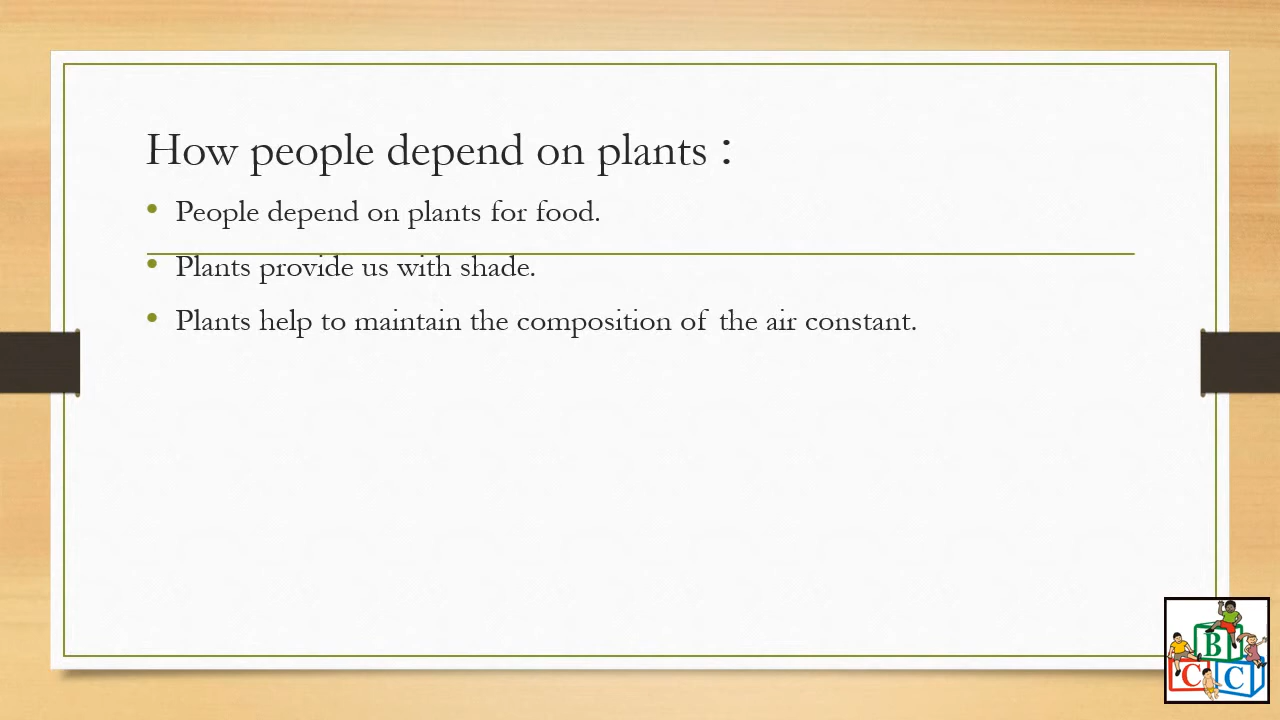 How people depend on plants :
• People depend on plants for food.
• Plants provide us with shade.
• Plants help to maintain the composition of the air constant.
B
C C